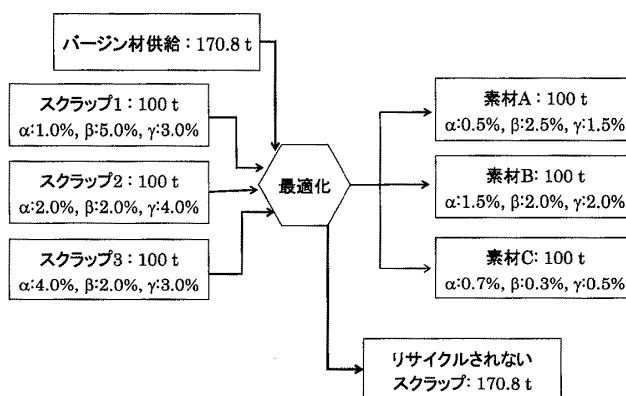 バージン材供給：170.8 t
スクラップ1：100 t
α:1.0%, β:5.0%, γ:3.0%
スクラップ2：100 t
α:2.0%, β:2.0%, γ:4.0%
スクラップ3：100 t
α:4.0%, β:2.0%, γ:3.0%
最適化
素材A：100 t
α:0.5%, β:2.5%, γ:1.5%
素材B：100 t
α:1.5%, β:2.0%, γ:2.0%
素材C: 100 t
α:0.7%, β:0.3%, γ:0.5%
リサイクルされない
スクラップ: 170.8 t